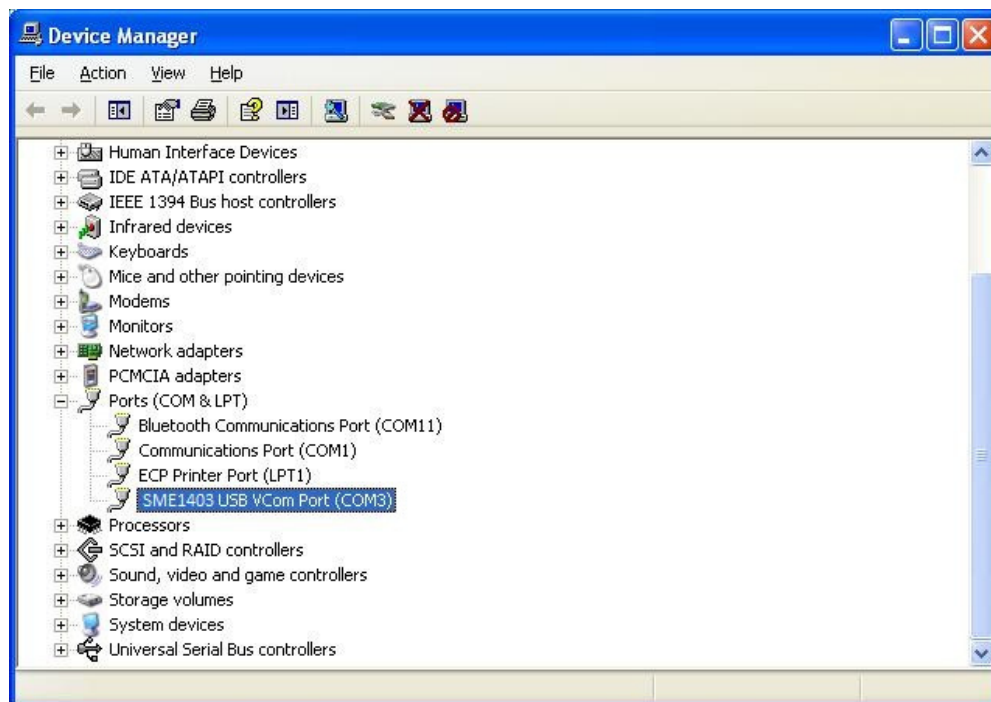 Device Manager
File Action View Help
Human Interface Devices
IDE ATA/ATAPI controllers
IEEE 1394 Bus host controllers
Infrared devices
Keyboards
Mice and other pointing devices
Modems
Monitors
Network adapters
PCMCIA adapters
Ports (COM & LPT)
Bluetooth Communications Port (COM11)
Communications Port (COM1)
ECP Printer Port (LPT1)
SME1403 USB VCom Port (COM3)
Processors
SCSI and RAID controllers
Sound, video and game controllers
Storage volumes
System devices
Universal Serial Bus controllers